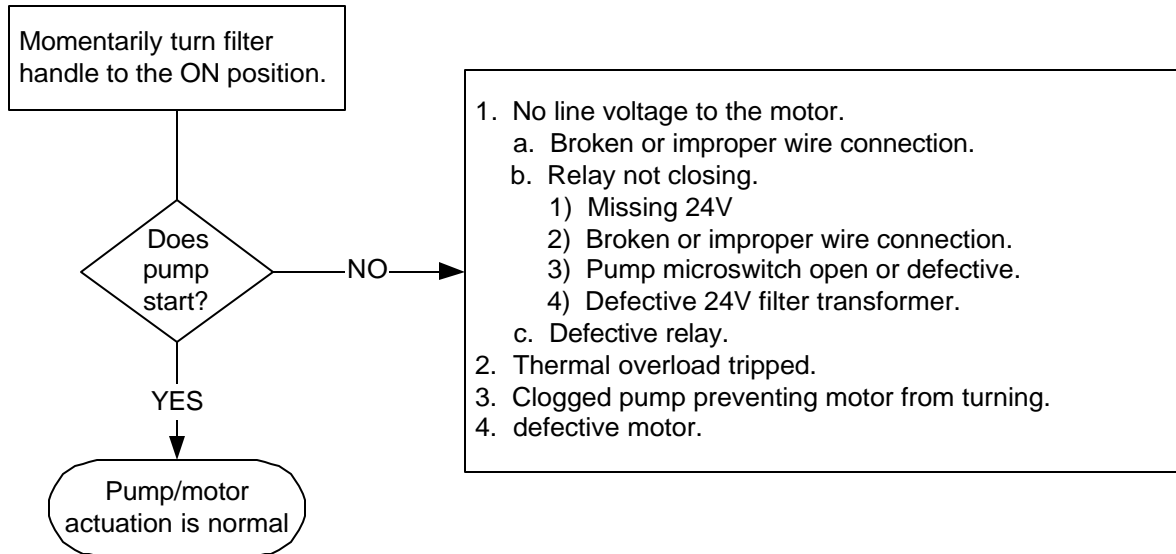 Momentarily turn filter
handle to the ON position.
Does
pump
start?
NO
1. No line voltage to the motor.
a. Broken or improper wire connection.
b. Relay not closing.
1) Missing 24V
2) Broken or improper wire connection.
3) Pump microswitch open or defective.
4) Defective 24V filter transformer.
c. Defective relay.
2. Thermal overload tripped.
3. Clogged pump preventing motor from turning.
4. defective motor.
YES
Pump/motor
actuation is normal